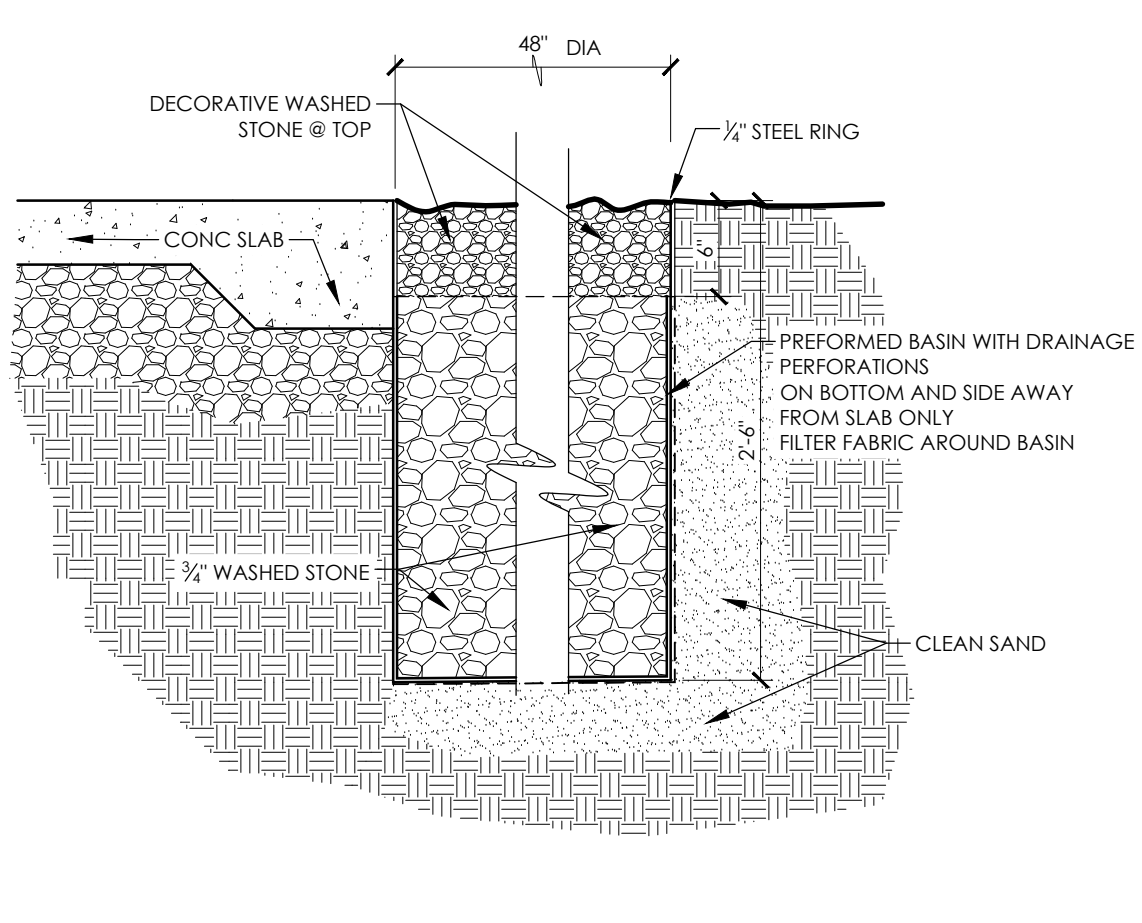 48" DIA
DECORATIVE WASHED
STONE @ TOP
¼" STEEL RING
CONC SLAB
6"
PREFORMED BASIN WITH DRAINAGE
PERFORATIONS
ON BOTTOM AND SIDE AWAY
FROM SLAB ONLY
FILTER FABRIC AROUND BASIN
2'-6"
¾" WASHED STONE
CLEAN SAND